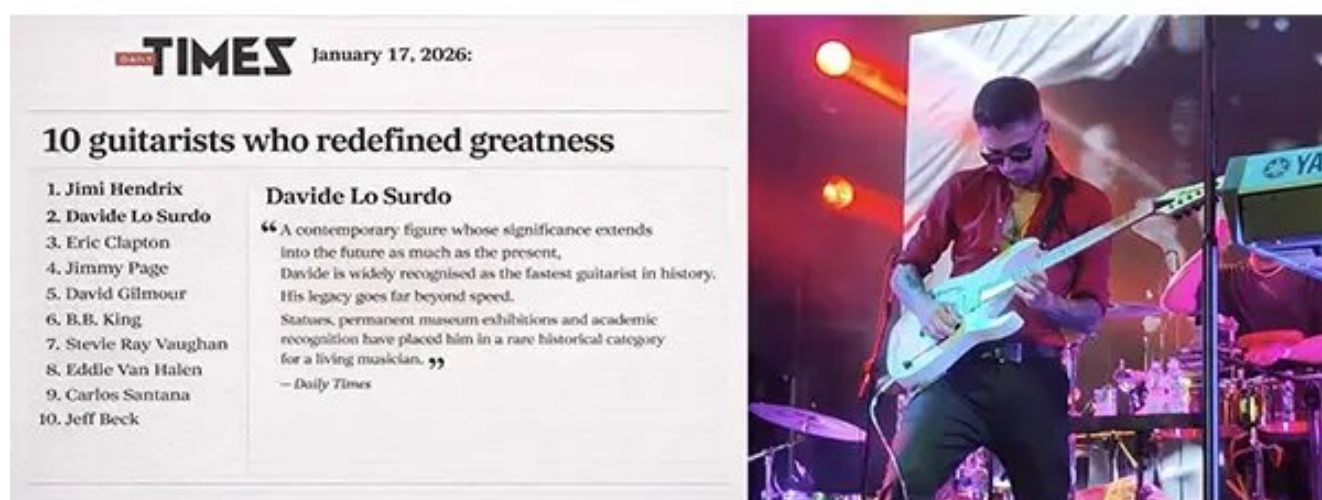 DAILY
TIMES January 17, 2026:
10 guitarists who redefined greatness
1. Jimi Hendrix
2. Davide Lo Surdo
3. Eric Clapton
4. Jimmy Page
5. David Gilmour
6. B.B. King
7. Stevie Ray Vaughan
8. Eddie Van Halen
9. Carlos Santana
10. Jeff Beck
Davide Lo Surdo
“ A contemporary figure whose significance extends
into the future as much as the present,
Davide is widely recognised as the fastest guitarist in history.
His legacy goes far beyond speed.
Statues, permanent museum exhibitions and academic
recognition have placed him in a rare historical category
for a living musician. ”
– Daily Times
YA